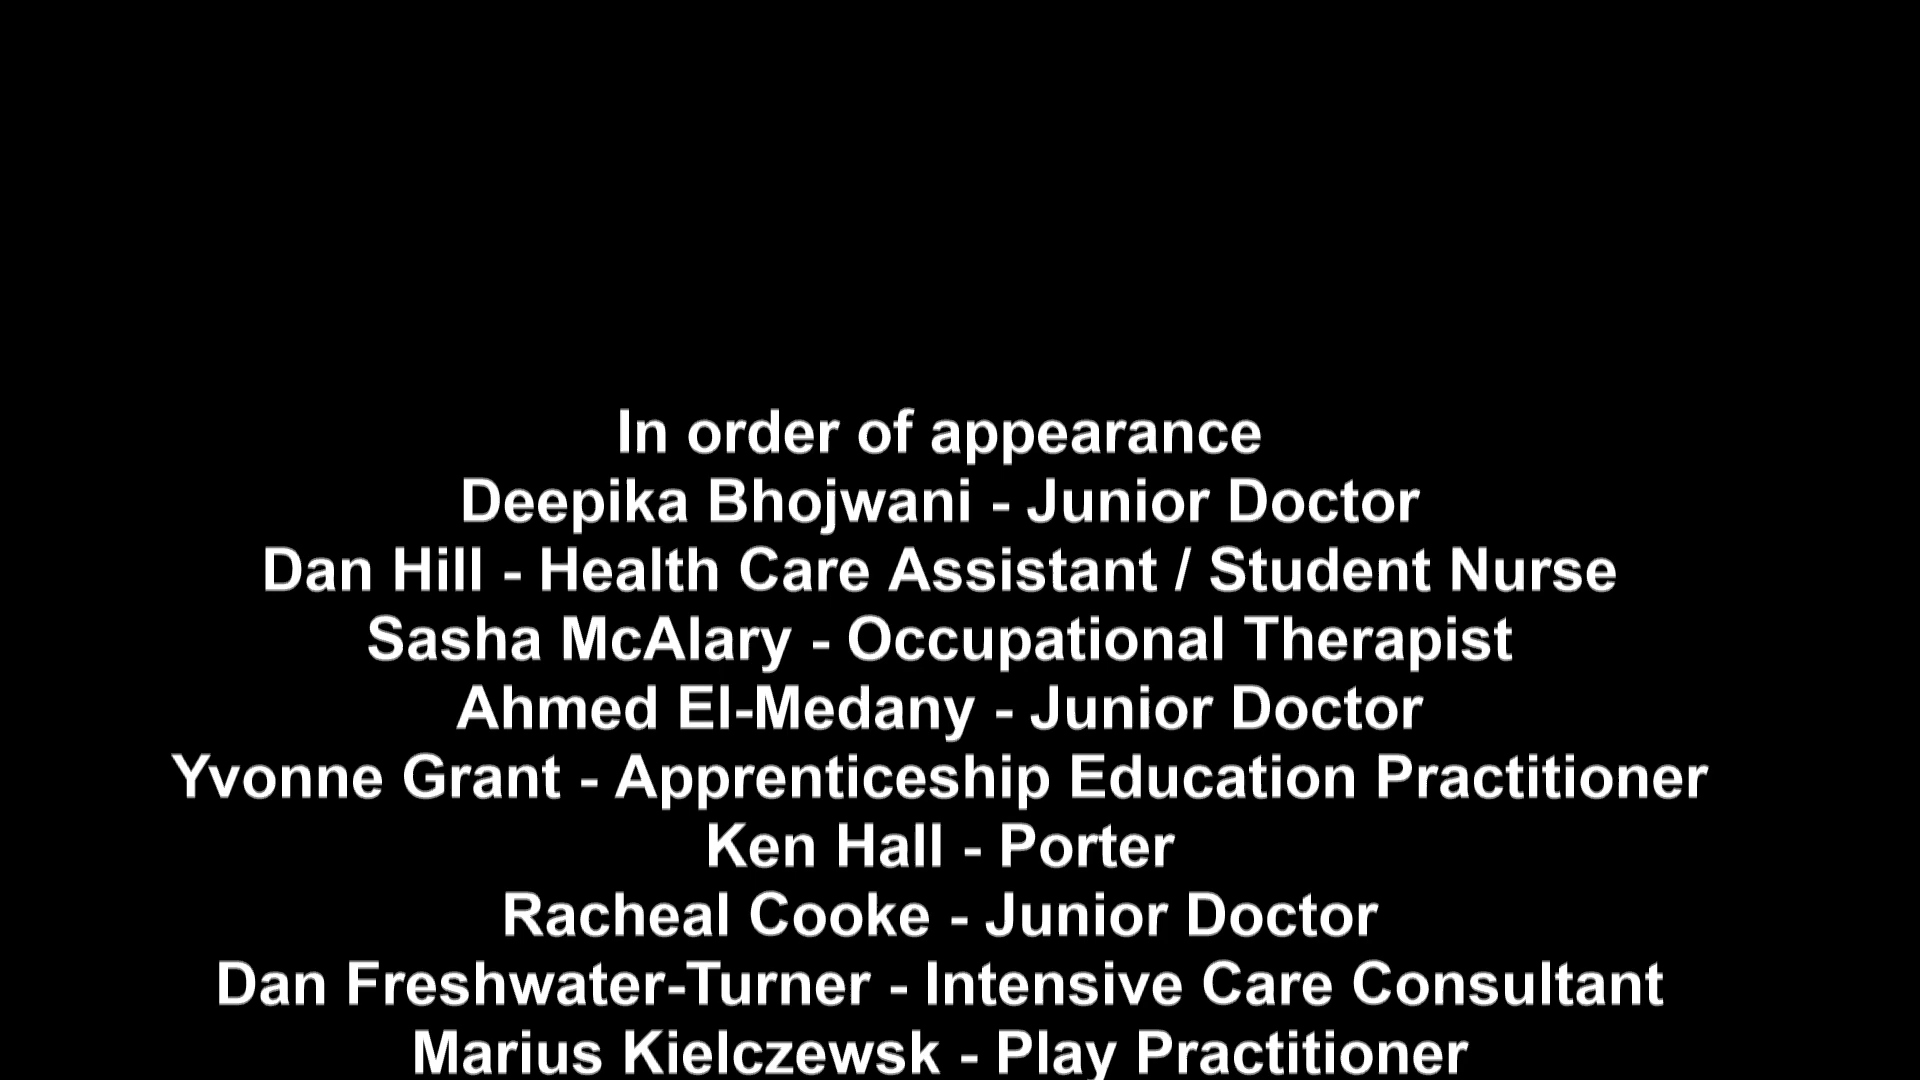 In order of appearance
Deepika Bhojwani - Junior Doctor
Dan Hill - Health Care Assistant / Student Nurse
Sasha McAlary - Occupational Therapist
Ahmed El-Medany - Junior Doctor
Yvonne Grant - Apprenticeship Education Practitioner
Ken Hall - Porter
Racheal Cooke - Junior Doctor
Dan Freshwater-Turner - Intensive Care Consultant
Marius Kielczewsk - Play Practitioner